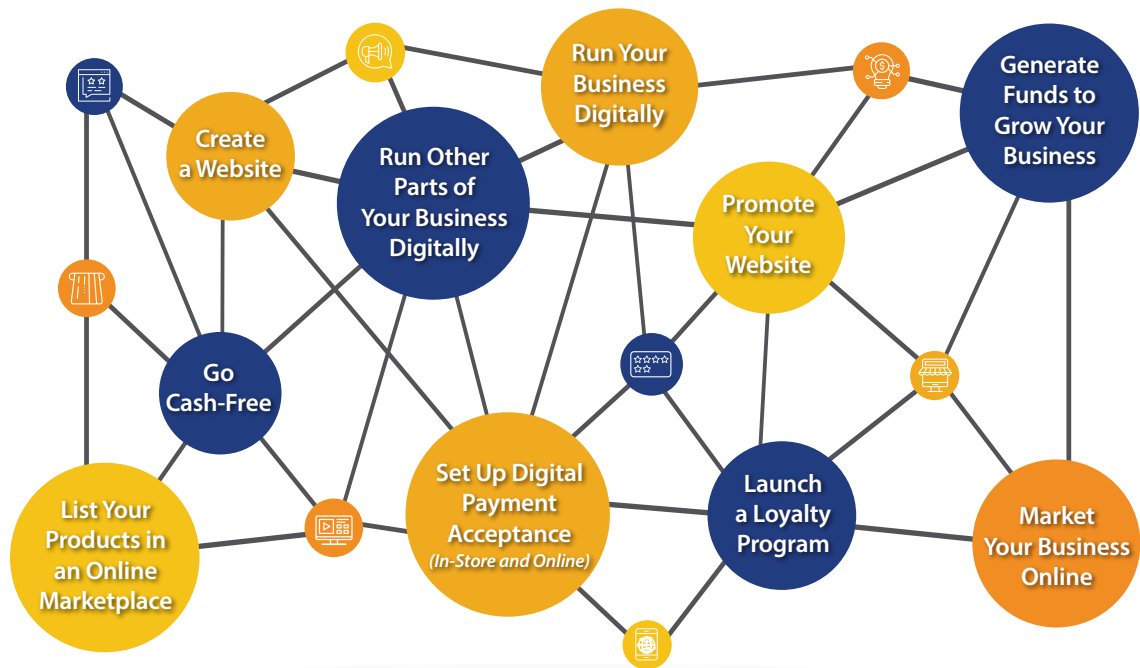 Create
a Website
Run Other
Parts of
Your Business
Digitally
Run Your
Business
Digitally
Promote
Your
Website
Generate
Funds to
Grow Your
Business
Go
Cash-Free
List Your
Products in
an Online
Marketplace
Set Up Digital
Payment
Acceptance
(In-Store and Online)
Launch
a Loyalty
Program
Market
Your Business
Online